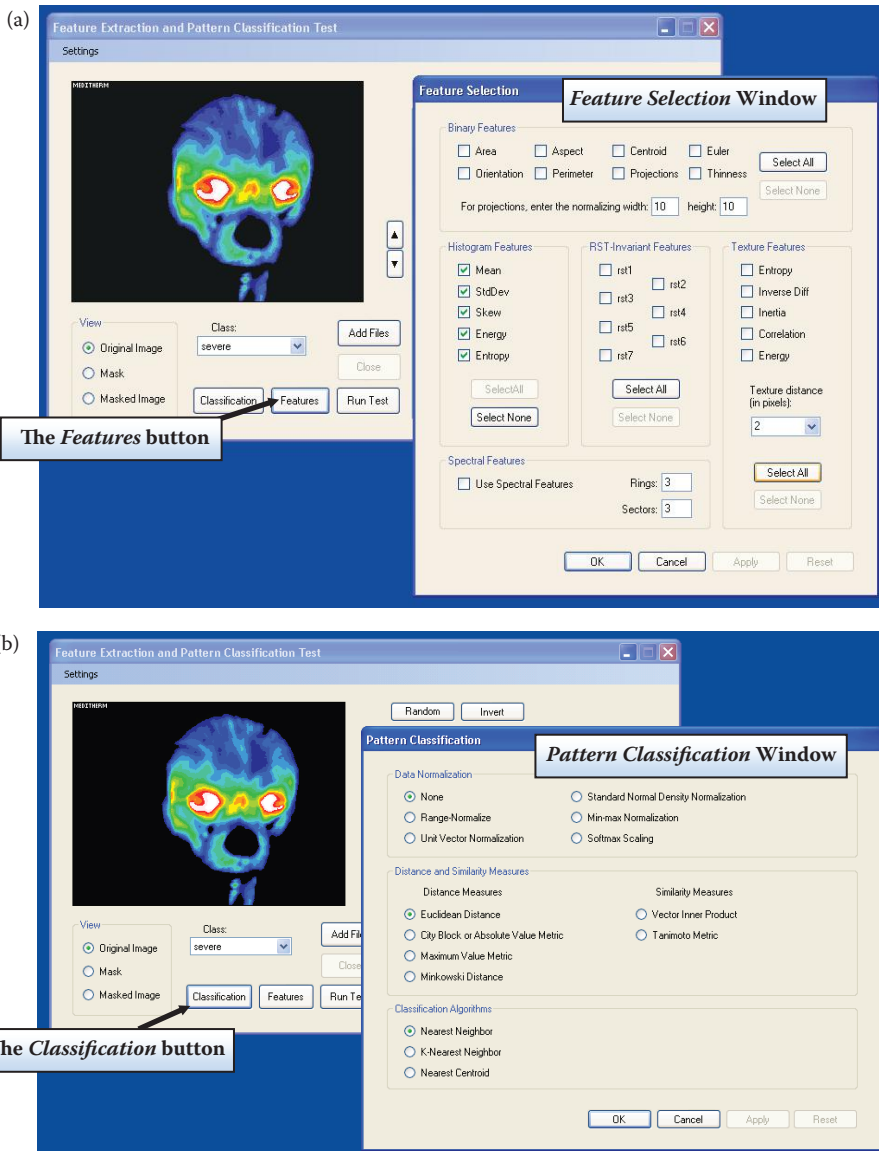 (a)
Feature Extraction and Pattern Classification Test
Settings
MEDITHERM
Feature Selection
Feature Selection Window
Binary Features
Area Aspect Centroid Euler
Orientation Perimeter Projections Thinness
Select All
Select None
For projections, enter the normalizing width: 10 height: 10
Histogram Features
Mean
StdDev
Skew
Energy
Entropy
SelectAll
Select None
RST-Invariant Features
rst1
rst2
rst3
rst4
rst5
rst6
rst7
Select All
Select None
Texture Features
Entropy
Inverse Diff
Inertia
Correlation
Energy
Texture distance
(in pixels):
2
Select All
Select None
Spectral Features
Use Spectral Features
Rings: 3
Sectors: 3
OK Cancel Apply Reset
View
Original Image
Mask
Masked Image
Class:
severe
Add Files
Close
Classification Features Run Test
The Features button
b)
Feature Extraction and Pattern Classification Test
Settings
MEDITHERM
Random Invert
Pattern Classification
Pattern Classification Window
Data Normalization
None Standard Normal Density Normalization
Range-Normalize Min-max Normalization
Unit Vector Normalization Softmax Scaling
Distance and Similarity Measures
Distance Measures Similarity Measures
Euclidean Distance Vector Inner Product
City Block or Absolute Value Metric Tanimoto Metric
Maximum Value Metric
Minkowski Distance
Classification Algorithms
Nearest Neighbor
K-Nearest Neighbor
Nearest Centroid
OK Cancel Apply Reset
View
Original Image
Mask
Masked Image
Class:
severe
Add File
Close
Classification Features Run Te
he Classification button